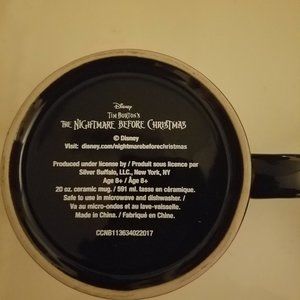 Disney
TIM BURTON'S
THE NIGHTMARE BEFORE CHRISTMAS
© Disney
Visit: disney.com/nightmarebeforechristmas
Produced under license by / Produit sous licence par
Silver Buffalo, LLC., New York, NY
Age 8+ / Âge 8+
20 oz. ceramic mug. / 591 ml. tasse en céramique.
Safe to use in microwave and dishwasher. /
Va au micro-ondes et au lave-vaisselle.
Made in China. / Fabriqué en Chine.
CCNB113634022017